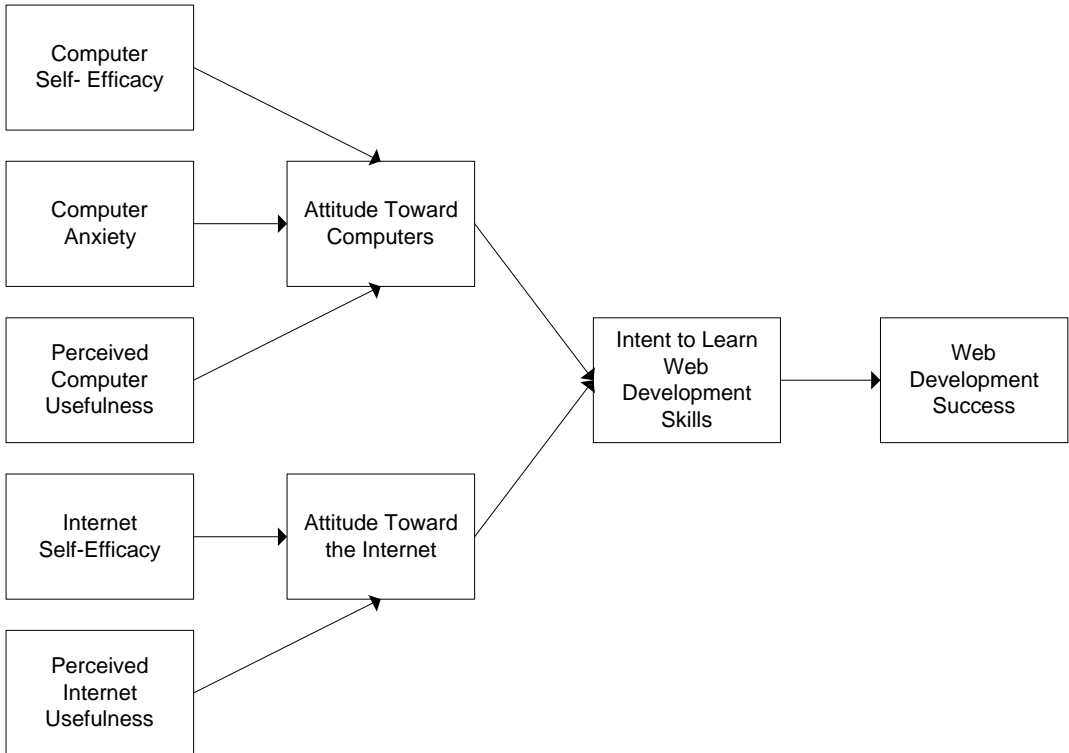 Computer
Self- Efficacy
Computer
Anxiety
Perceived
Computer
Usefulness
Internet
Self-Efficacy
Perceived
Internet
Usefulness
Attitude Toward
Computers
Attitude Toward
the Internet
Intent to Learn
Web
Development
Skills
Web
Development
Success